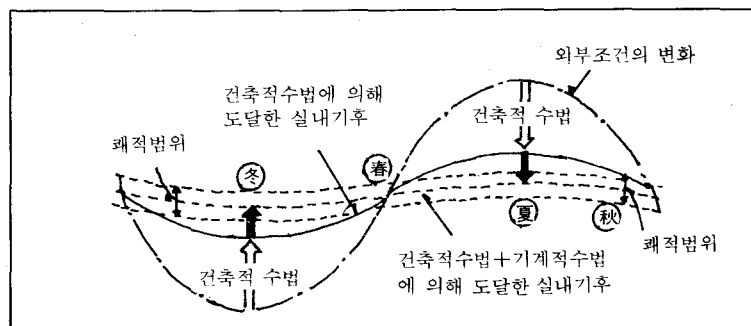 외부조건의 변화
건축적수법에 의해
도달한 실내기후
건축적 수법
쾌적범위
冬
春
夏
秋
쾌적범위
건축적 수법
건축적수법+기계적수법
에 의해 도달한 실내기후